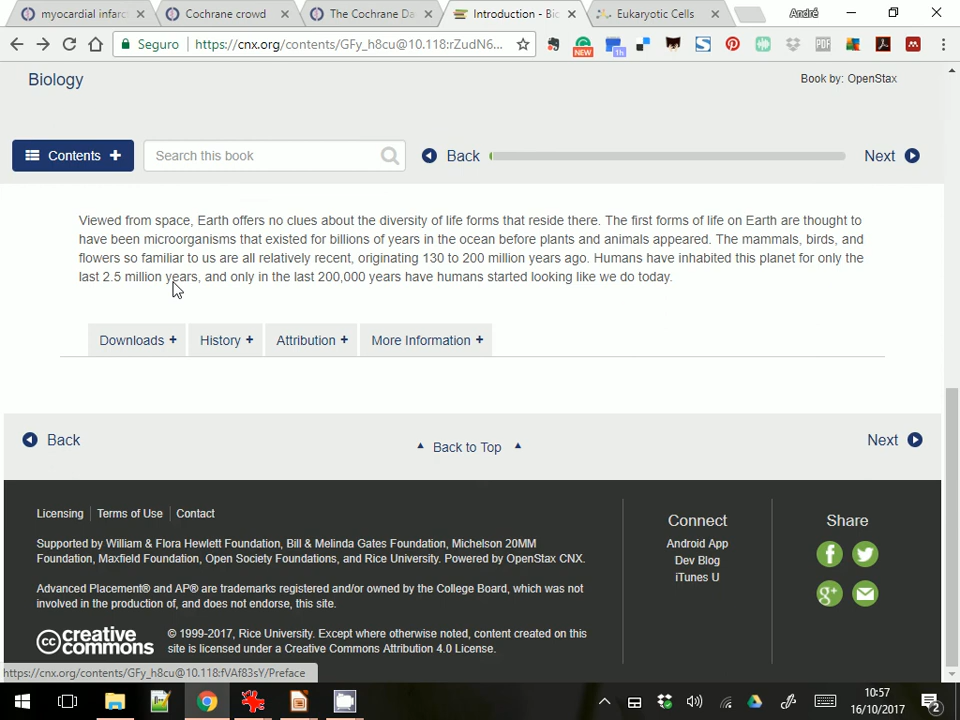 myocardial infarc
Cochrane crowd
The Cochrane Da
Introduction - Bio
Eukaryotic Cells
André
Seguro
https://cnx.org/contents/GFy_h8cu@10.118:rZudN6...
NEW
1h
PDF
Biology
Book by: OpenStax
Contents +
Search this book
Back
Next
Viewed from space, Earth offers no clues about the diversity of life forms that reside there. The first forms of life on Earth are thought to
have been microorganisms that existed for billions of years in the ocean before plants and animals appeared. The mammals, birds, and
flowers so familiar to us are all relatively recent, originating 130 to 200 million years ago. Humans have inhabited this planet for only the
last 2.5 million years, and only in the last 200,000 years have humans started looking like we do today.
Downloads +
History +
Attribution +
More Information +
Back
Back to Top
Next
Licensing
Terms of Use
Contact
Supported by William & Flora Hewlett Foundation, Bill & Melinda Gates Foundation, Michelson 20MM
Foundation, Maxfield Foundation, Open Society Foundations, and Rice University. Powered by OpenStax CNX.
Advanced Placement® and AP® are trademarks registered and/or owned by the College Board, which was not
involved in the production of, and does not endorse, this site.
cc creative commons
© 1999-2017, Rice University. Except where otherwise noted, content created on this
site is licensed under a Creative Commons Attribution 4.0 License.
Connect
Android App
Dev Blog
iTunes U
Share
https://cnx.org/contents/GFy_h8cu@10.118:fVAf83sY/Preface
10:57
16/10/2017
2